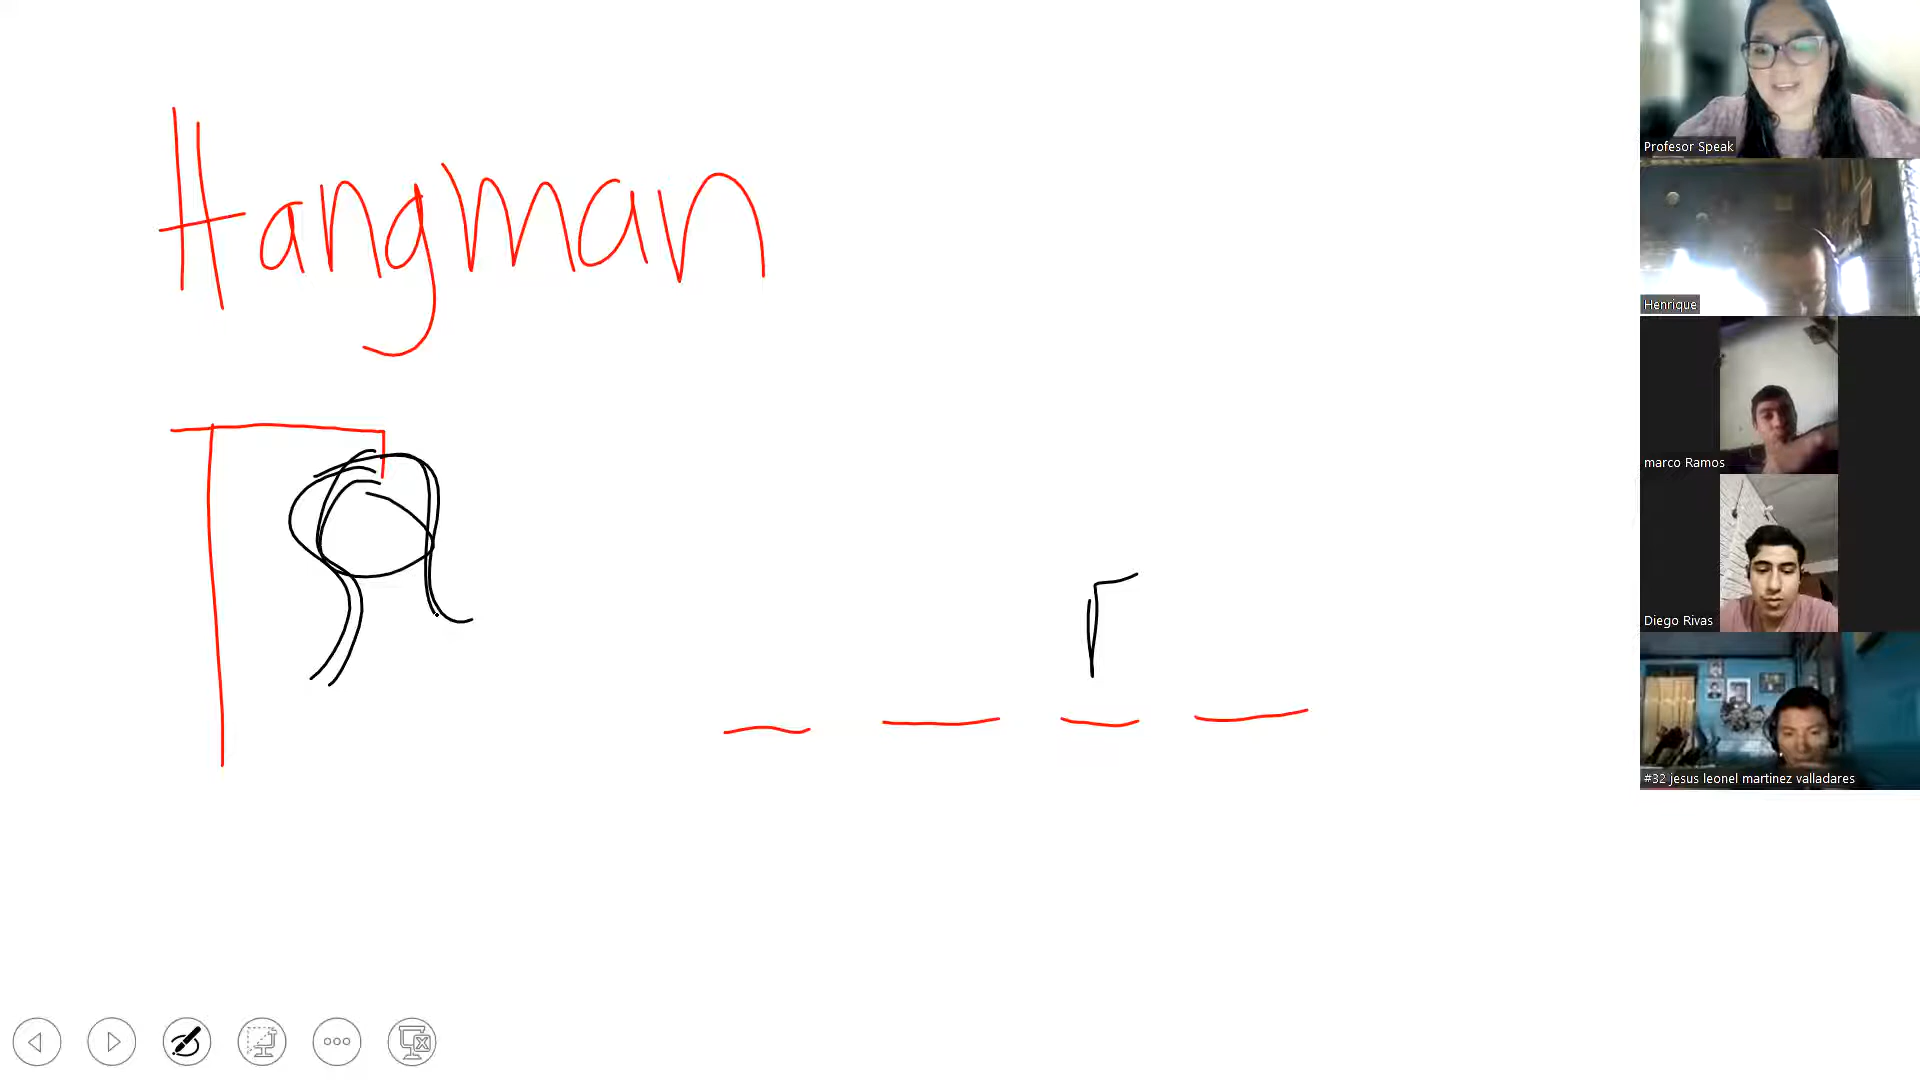 Hangman
r
Profesor Speak
Henrique
marco Ramos
Diego Rivas
#32 jesus leonel martinez valladares